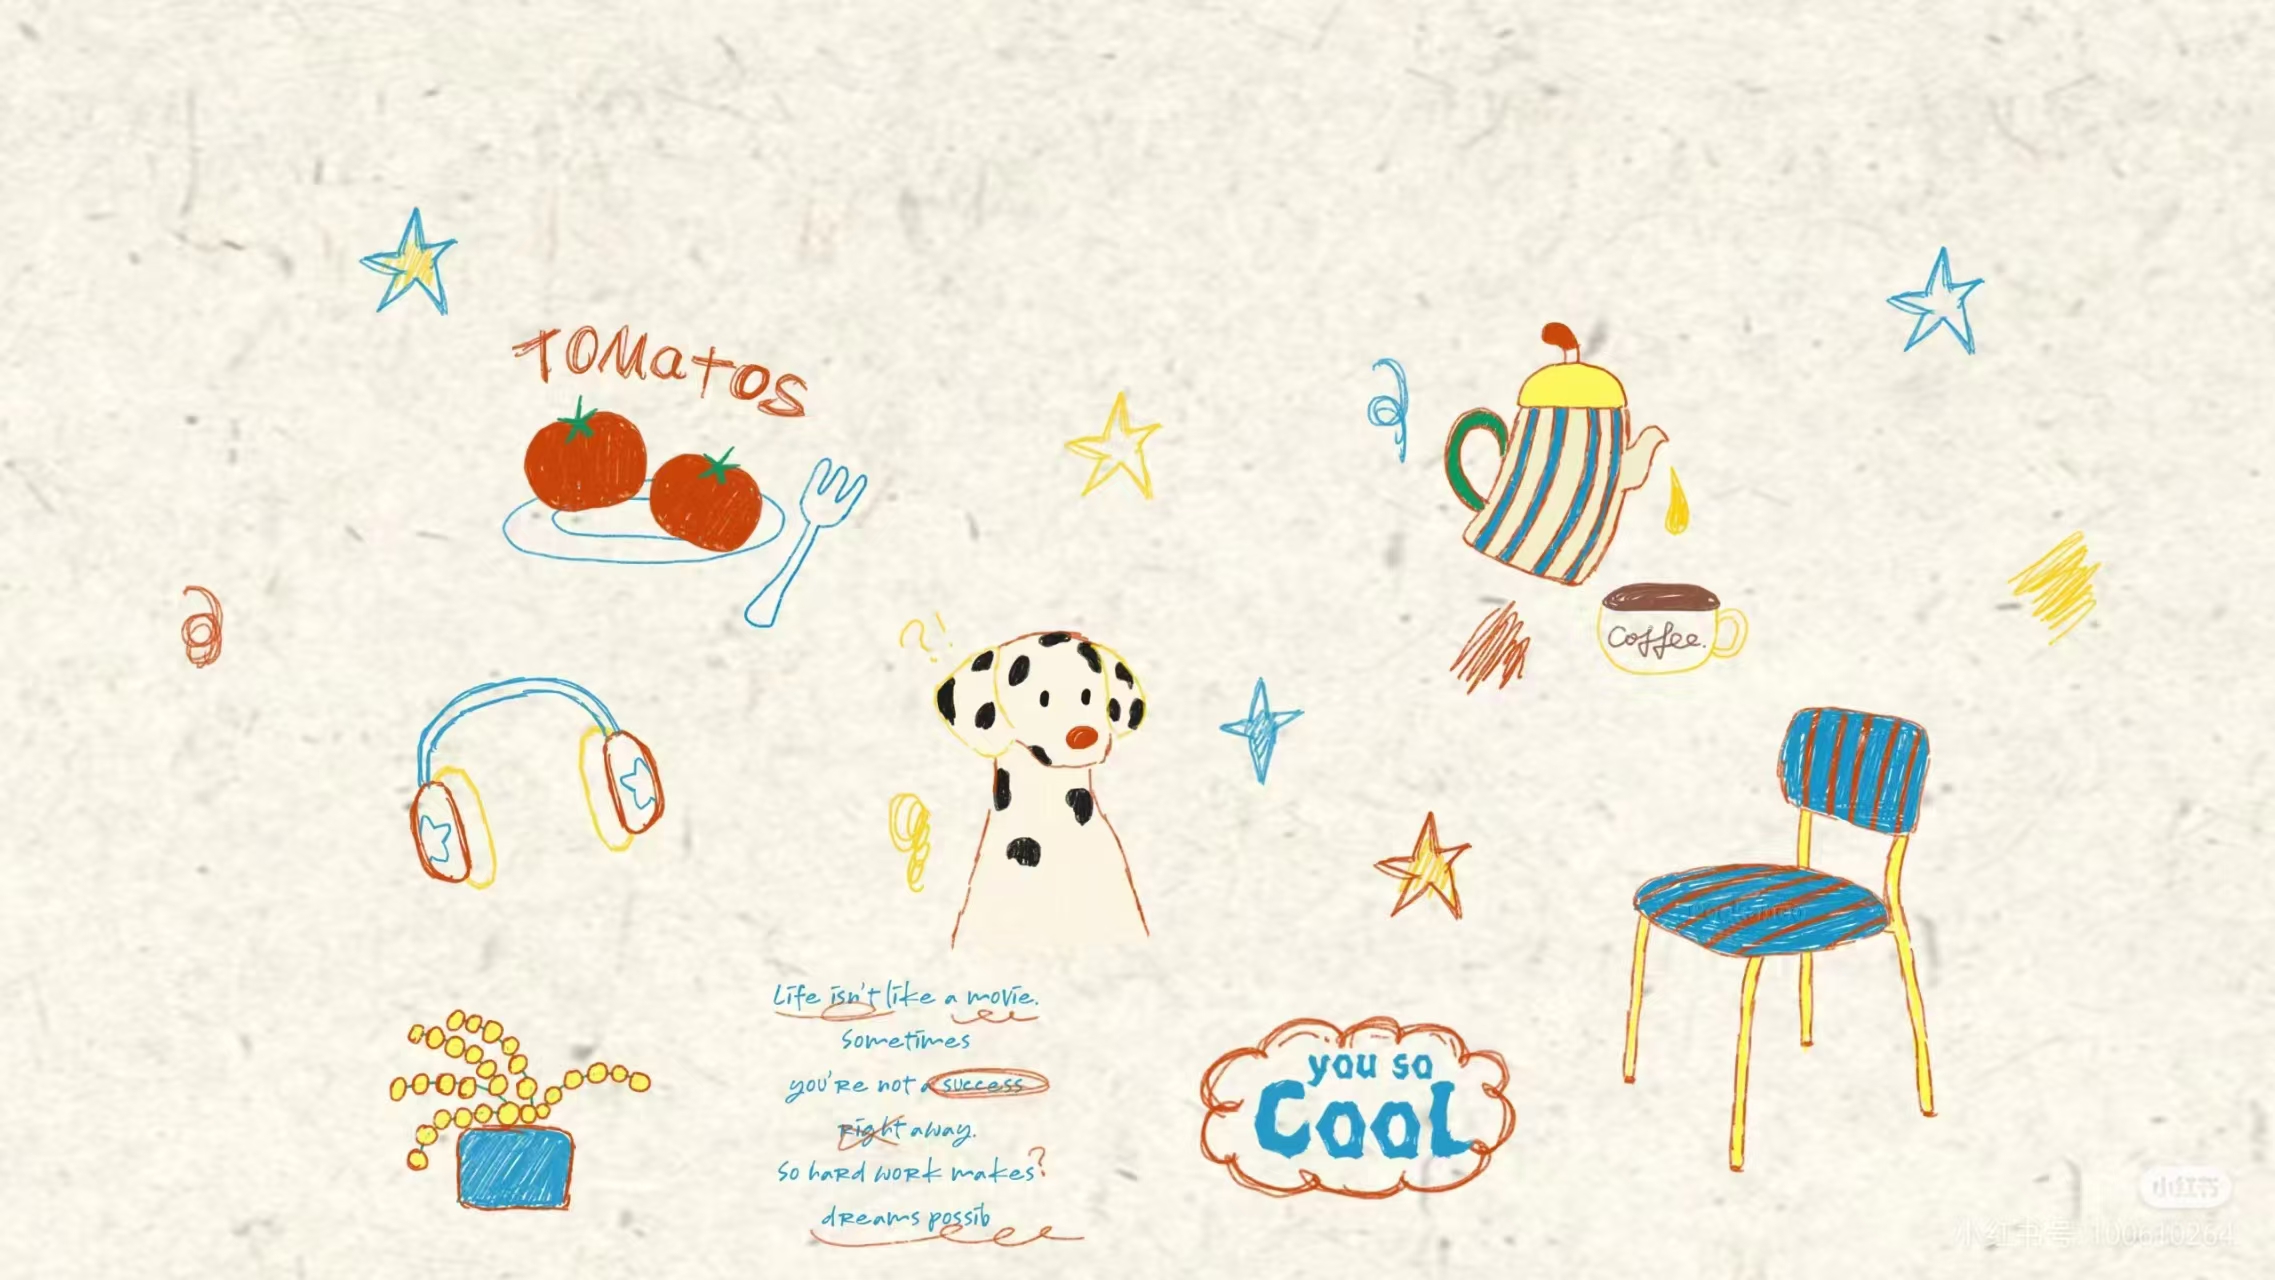 TOMatos
?!
Coffee.
Life isn't like a movie.
sometimes
you're not a success
right away.
so hard work makes?
dreams possib
you so
Cool
小红书
小红书号: 100610264